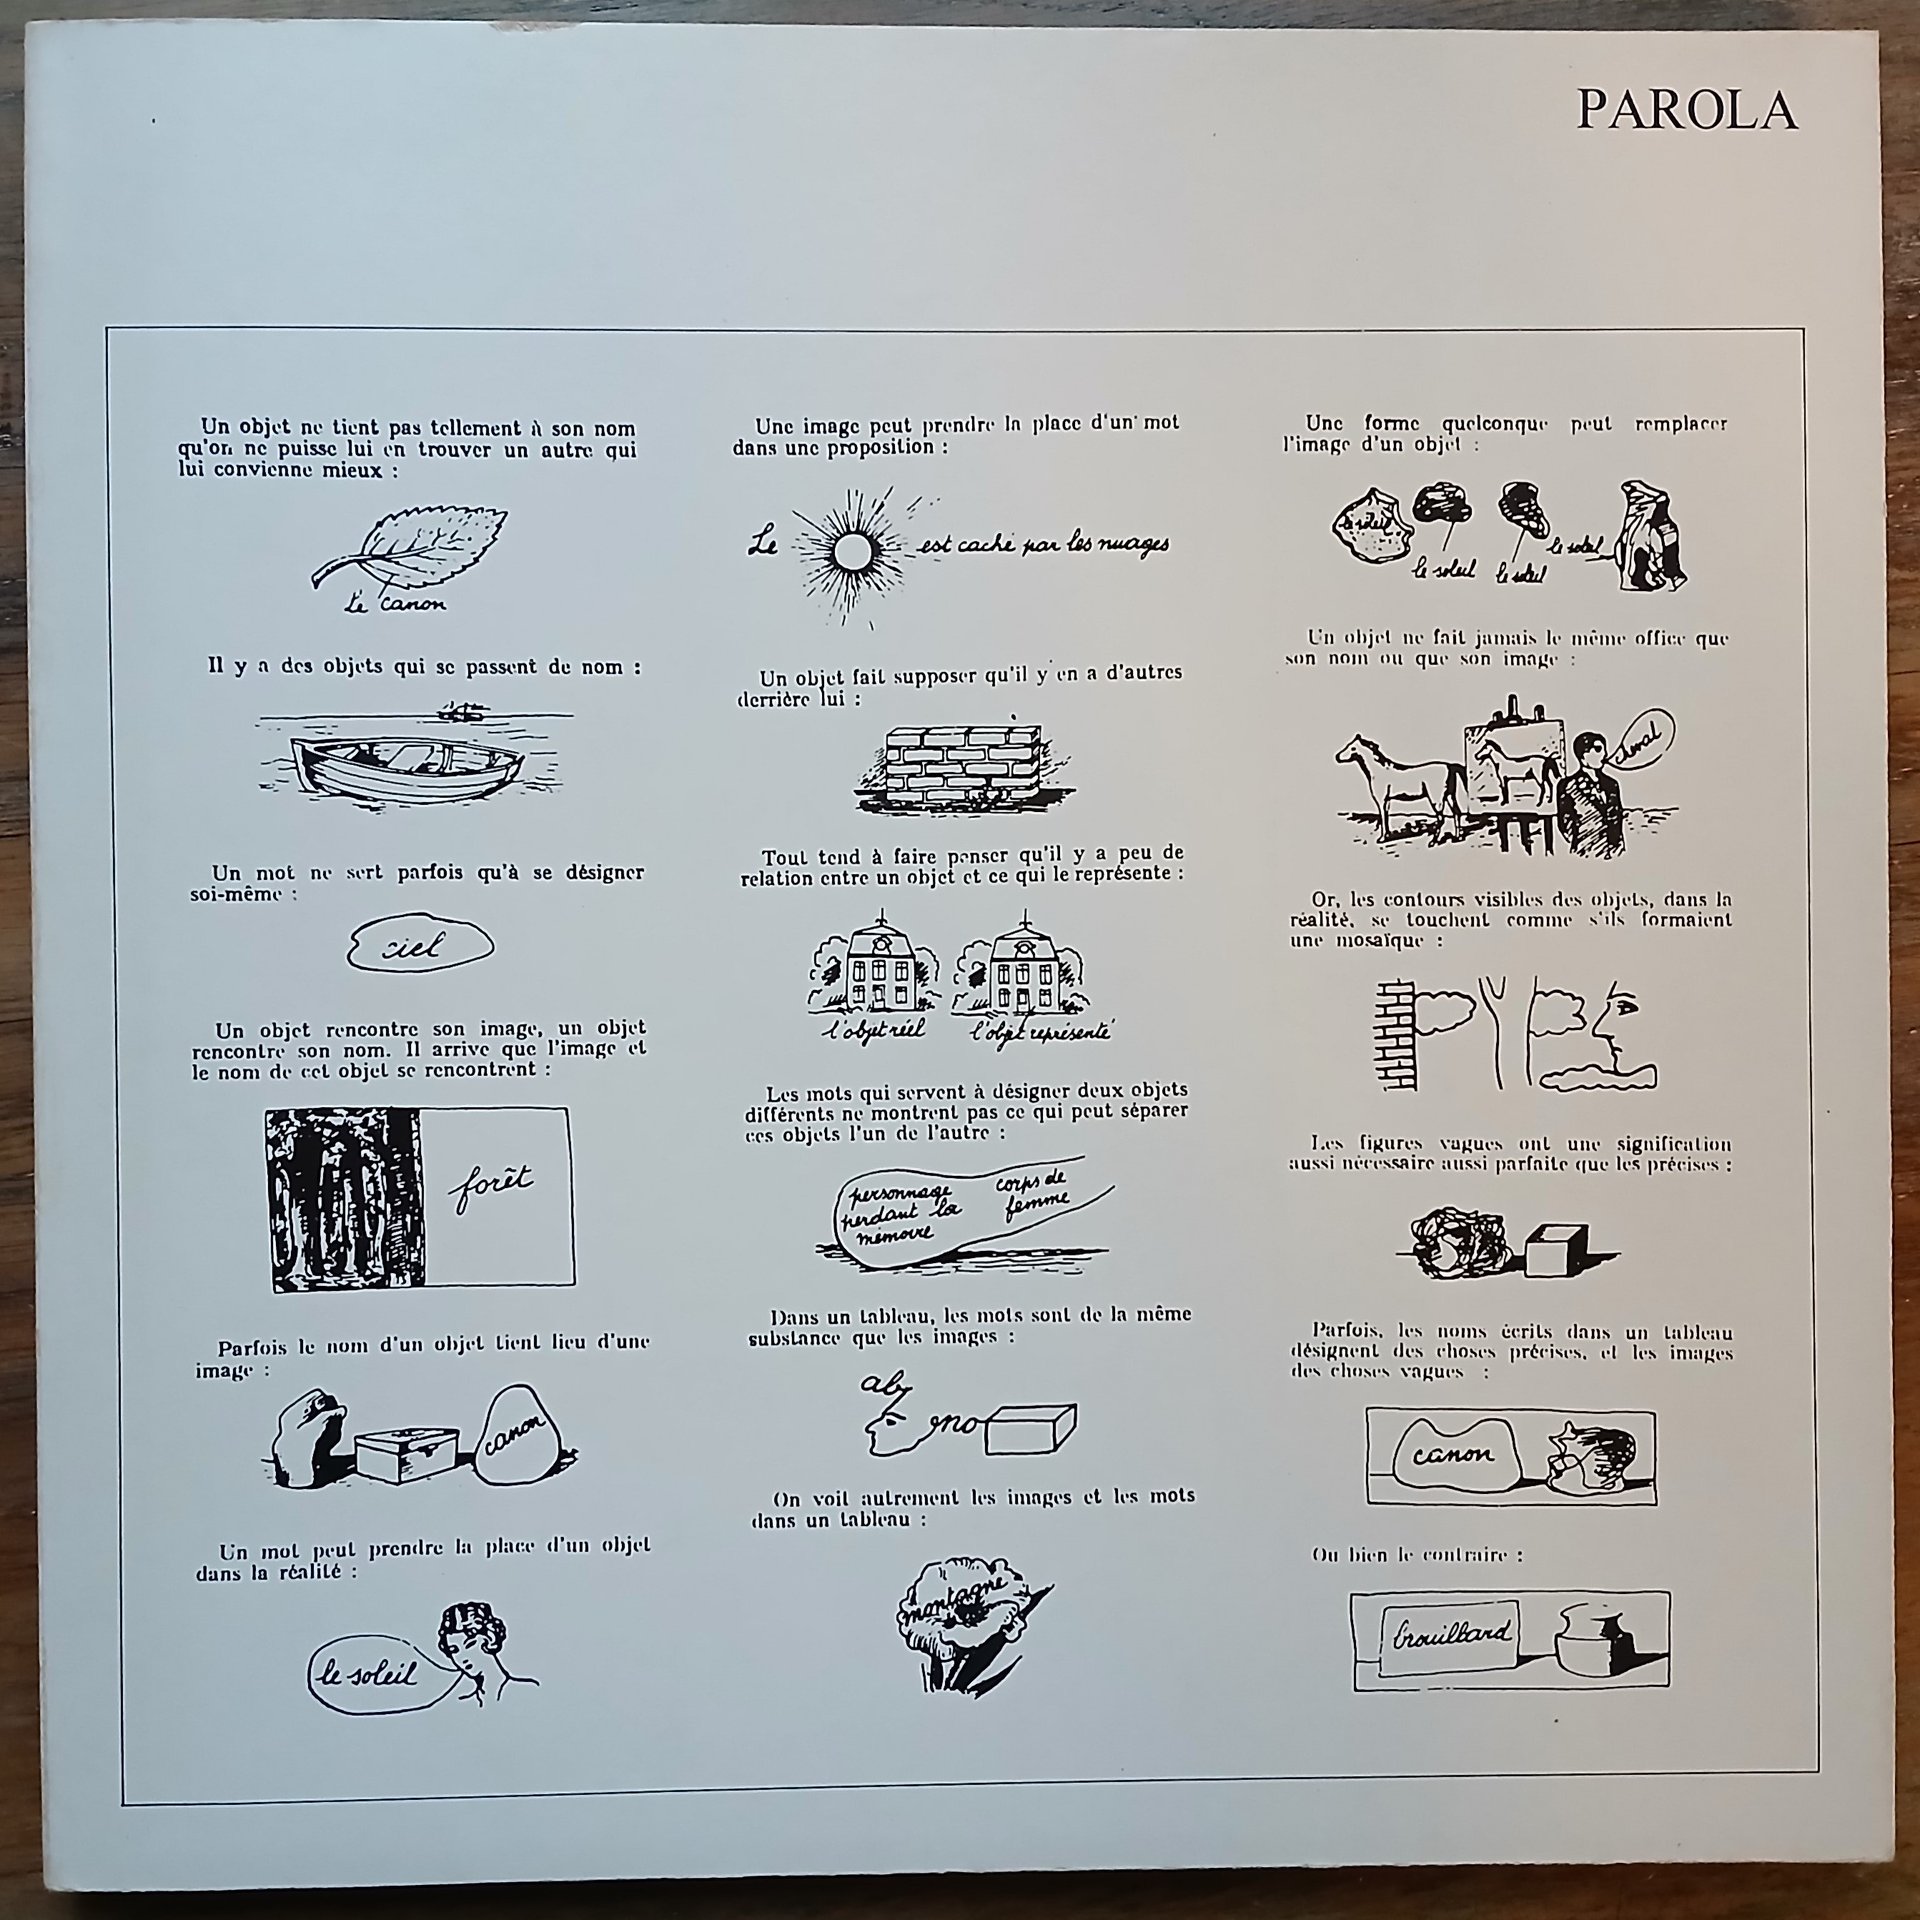 PAROLA
Un objet ne tient pas tellement à son nom
qu'on ne puisse lui en trouver un autre qui
lui convienne mieux :
Le canon
Il y a des objets qui se passent de nom :
Un mot ne sert parfois qu'à se désigner
soi-même :
ciel
Un objet rencontre son image, un objet
rencontre son nom. Il arrive que l'image et
le nom de cet objet se rencontrent :
forêt
Parfois le nom d'un objet tient lieu d'une
image :
canon
Un mot peut prendre la place d'un objet
dans la réalité :
le soleil
Une image peut prendre la place d'un mot
dans une proposition :
Le est caché par les nuages
Un objet fait supposer qu'il y en a d'autres
derrière lui :
Tout tend à faire penser qu'il y a peu de
relation entre un objet et ce qui le représente :
l'objet réel l'objet représenté
Les mots qui servent à désigner deux objets
différents ne montrent pas ce qui peut séparer
ces objets l'un de l'autre :
personnage corps de
perdant la femme
mémoire
Dans un tableau, les mots sont de la même
substance que les images :
On voit autrement les images et les mots
dans un tableau :
montagne
Une forme quelconque peut remplacer
l'image d'un objet :
le soleil
le soleil
le soleil le soleil
Un objet ne fait jamais le même office que
son nom ou que son image :
cheval
Or, les contours visibles des objets, dans la
réalité, se touchent comme s'ils formaient
une mosaïque :
Les figures vagues ont une signification
aussi nécessaire aussi parfaite que les précises :
Parfois, les noms écrits dans un tableau
désignent des choses précises, et les images
des choses vagues :
canon
Ou bien le contraire :
brouillard